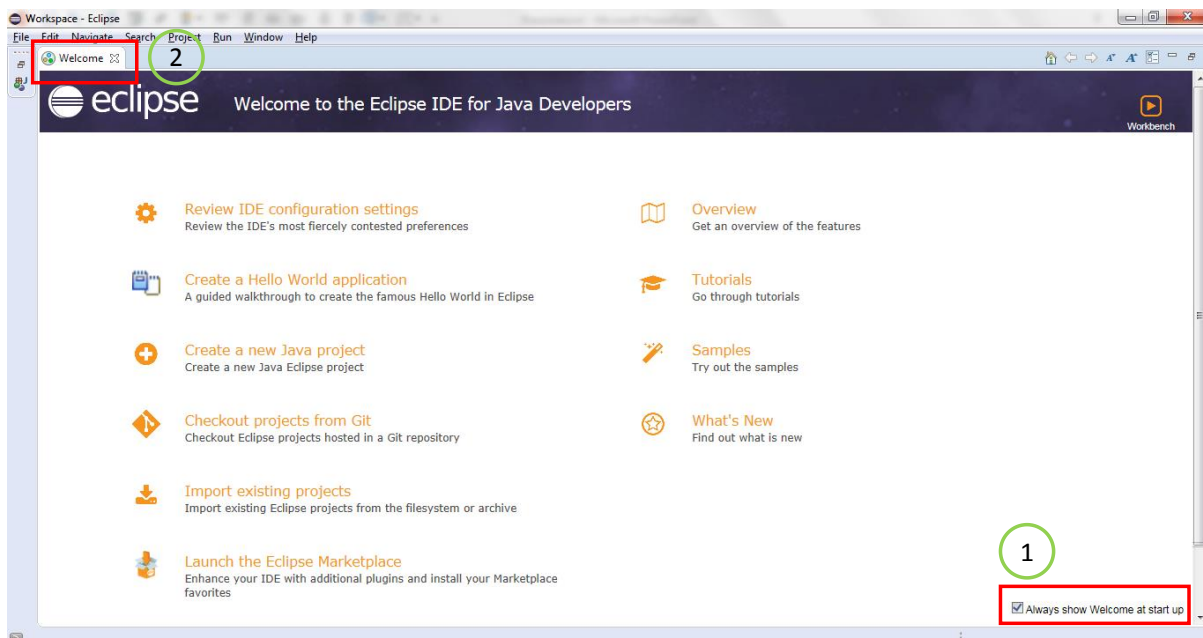 Workspace - Eclipse
File Edit Navigate Search Project Run Window Help
Welcome
2
eclipse Welcome to the Eclipse IDE for Java Developers
Workbench
Review IDE configuration settings
Review the IDE's most fiercely contested preferences
Overview
Get an overview of the features
Create a Hello World application
A guided walkthrough to create the famous Hello World in Eclipse
Tutorials
Go through tutorials
Create a new Java project
Create a new Java Eclipse project
Samples
Try out the samples
Checkout projects from Git
Checkout Eclipse projects hosted in a Git repository
What's New
Find out what is new
Import existing projects
Import existing Eclipse projects from the filesystem or archive
Launch the Eclipse Marketplace
Enhance your IDE with additional plugins and install your Marketplace
favorites
1
Always show Welcome at start up